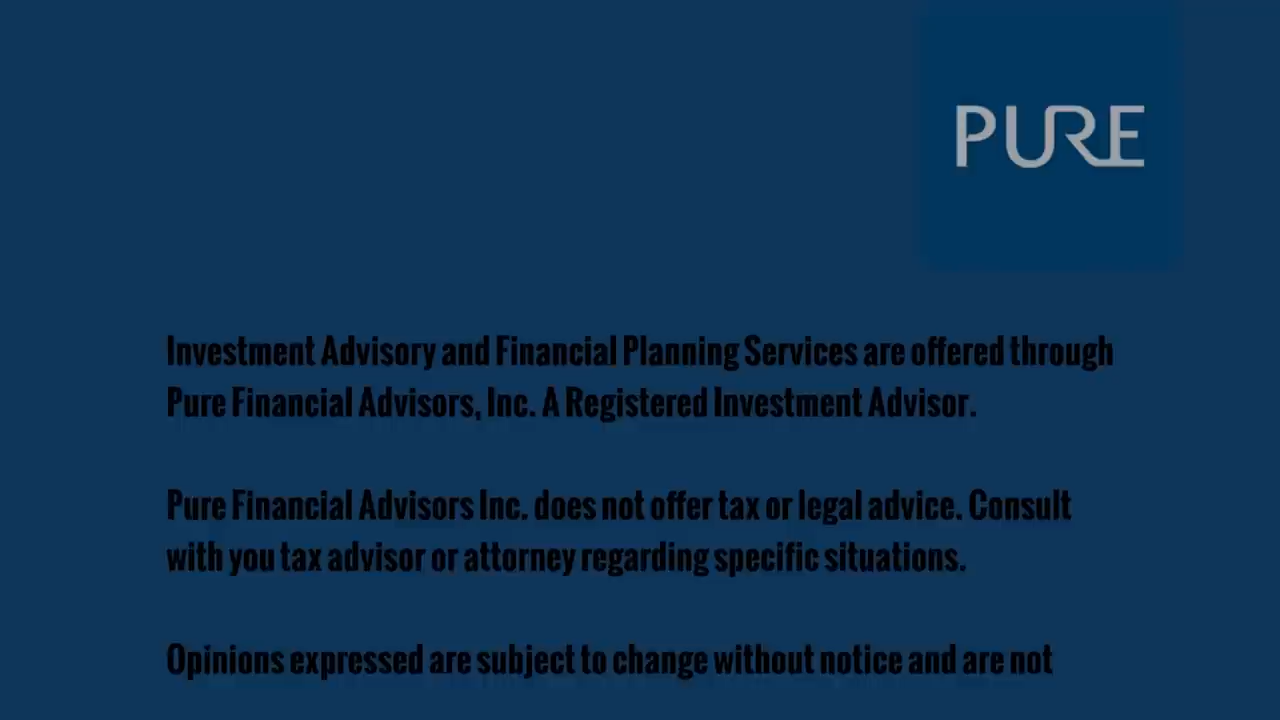 PURE
Investment Advisory and Financial Planning Services are offered through
Pure Financial Advisors, Inc. A Registered Investment Advisor.
Pure Financial Advisors Inc. does not offer tax or legal advice. Consult
with you tax advisor or attorney regarding specific situations.
Opinions expressed are subject to change without notice and are not